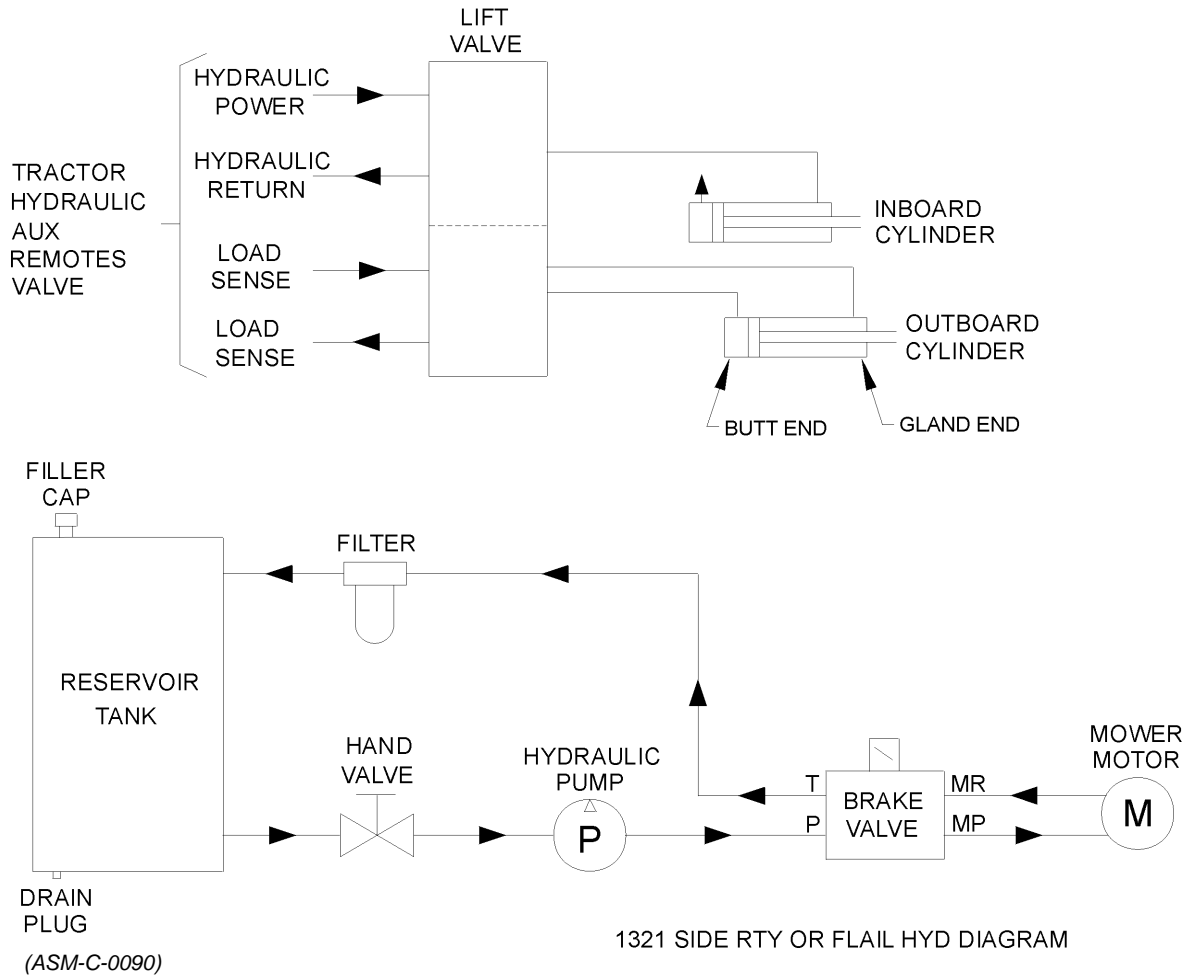 LIFT
VALVE
HYDRAULIC
POWER
HYDRAULIC
RETURN
TRACTOR
HYDRAULIC
AUX
REMOTES
VALVE
LOAD
SENSE
LOAD
SENSE
INBOARD
CYLINDER
OUTBOARD
CYLINDER
BUTT END
GLAND END
FILLER
CAP
FILTER
RESERVOIR
TANK
HAND
VALVE
HYDRAULIC
PUMP
P
T
P
BRAKE
VALVE
MR
MP
MOWER
MOTOR
M
DRAIN
PLUG
1321 SIDE RTY OR FLAIL HYD DIAGRAM
(ASM-C-0090)